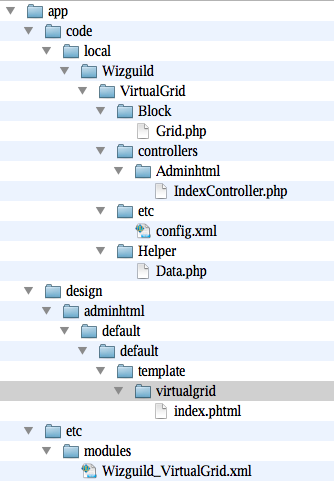 app
code
local
Wizguild
VirtualGrid
Block
Grid.php
controllers
Adminhtml
IndexController.php
etc
config.xml
Helper
Data.php
design
adminhtml
default
default
template
virtualgrid
index.phtml
etc
modules
Wizguild_VirtualGrid.xml